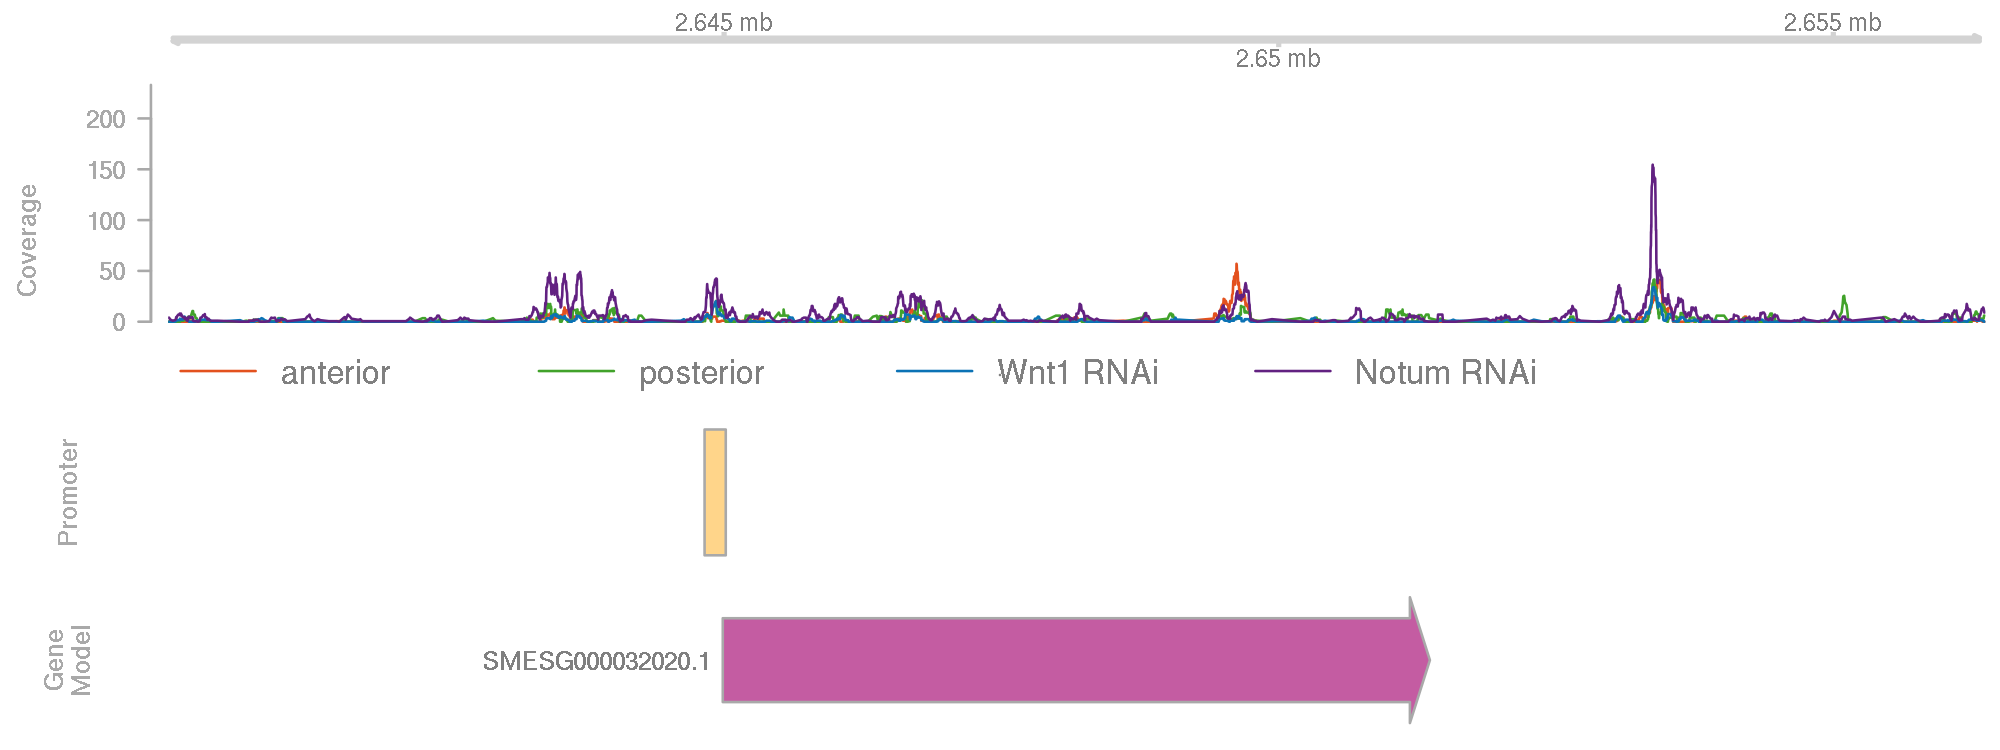 2.645 mb
2.655 mb
2.65 mb
Coverage
200
150
100
50
0
anterior
posterior
Wnt1 RNAi
Notum RNAi
Promoter
Gene
Model
SMESG000032020.1